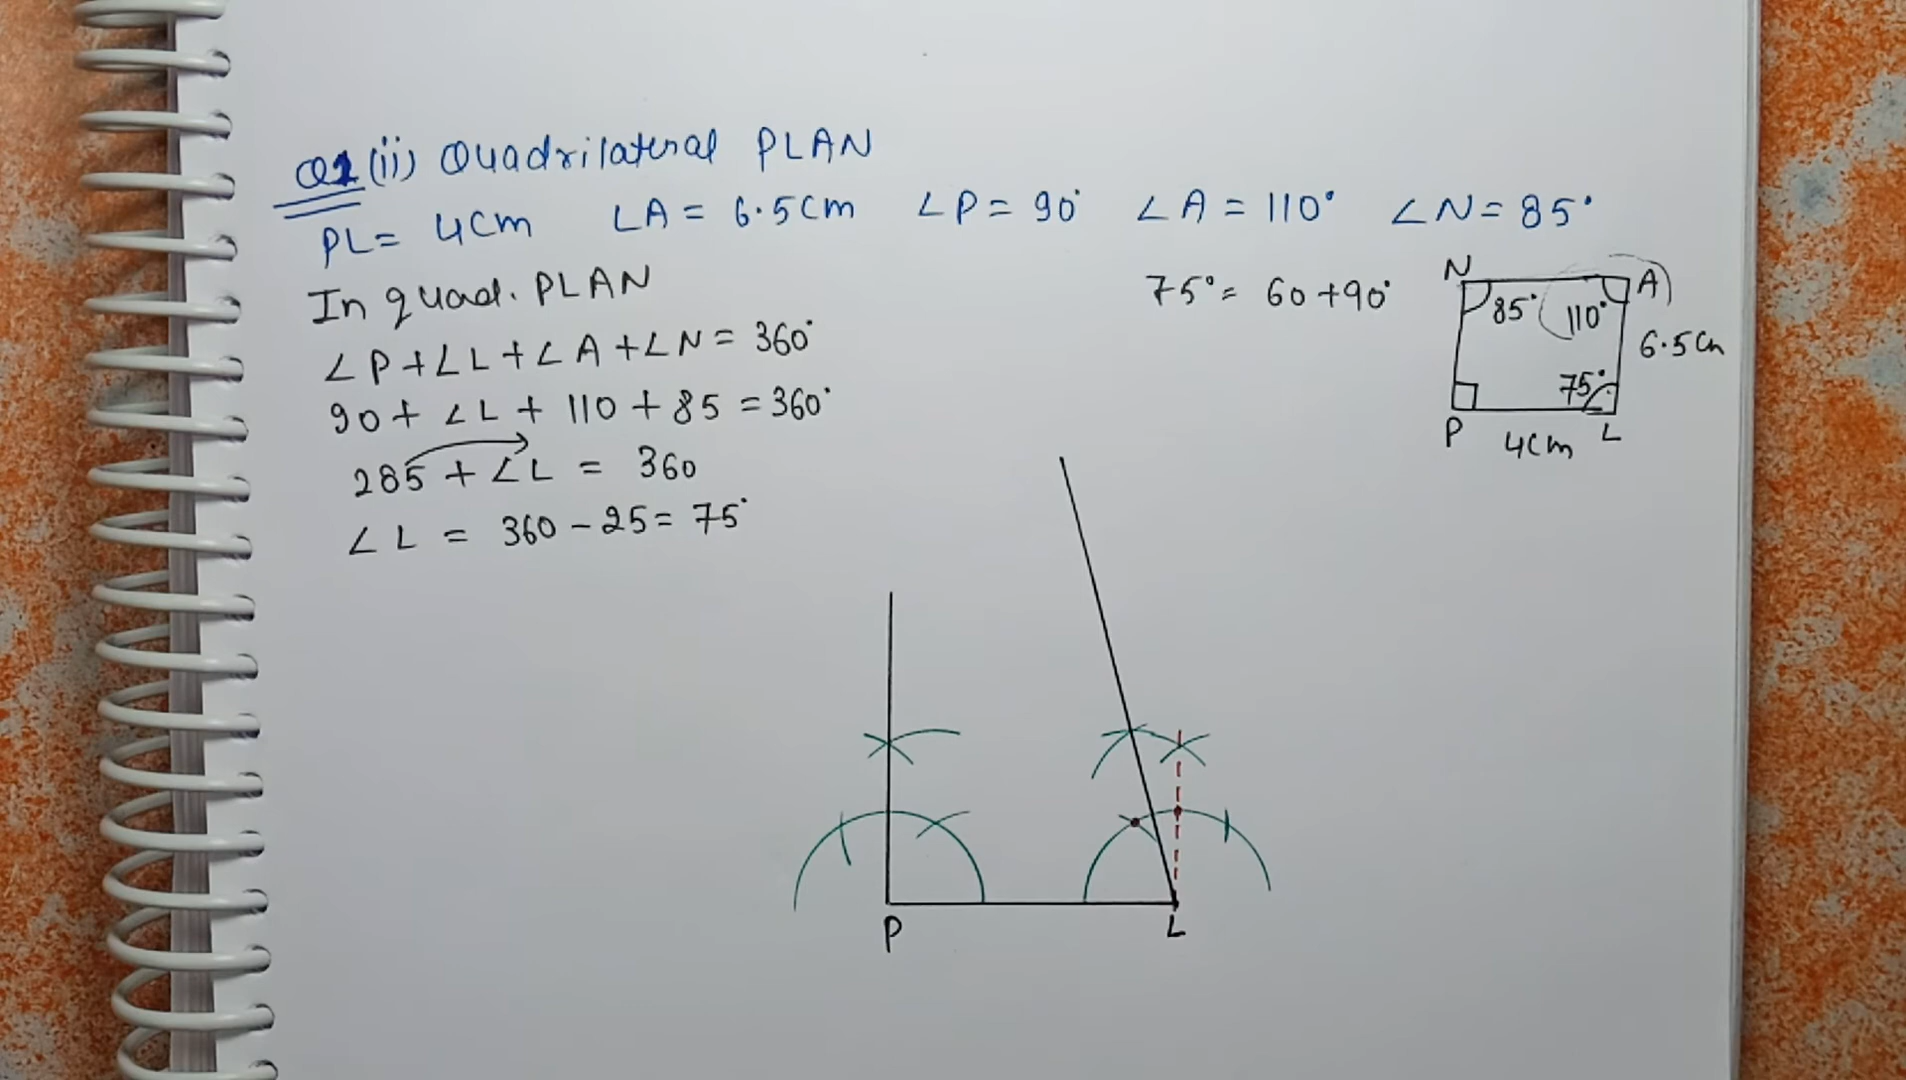 Q1 (ii) Quadrilateral PLAN
PL = 4cm LA = 6.5cm ∠P = 90° ∠A = 110° ∠N = 85°
In quad. PLAN
∠P + ∠L + ∠A + ∠N = 360°
90 + ∠L + 110 + 85 = 360°
285 + ∠L = 360
∠L = 360 - 25 = 75°
75° = 60 + 90°
N A
85° 110°
6.5cm
75°
P 4cm L
P L